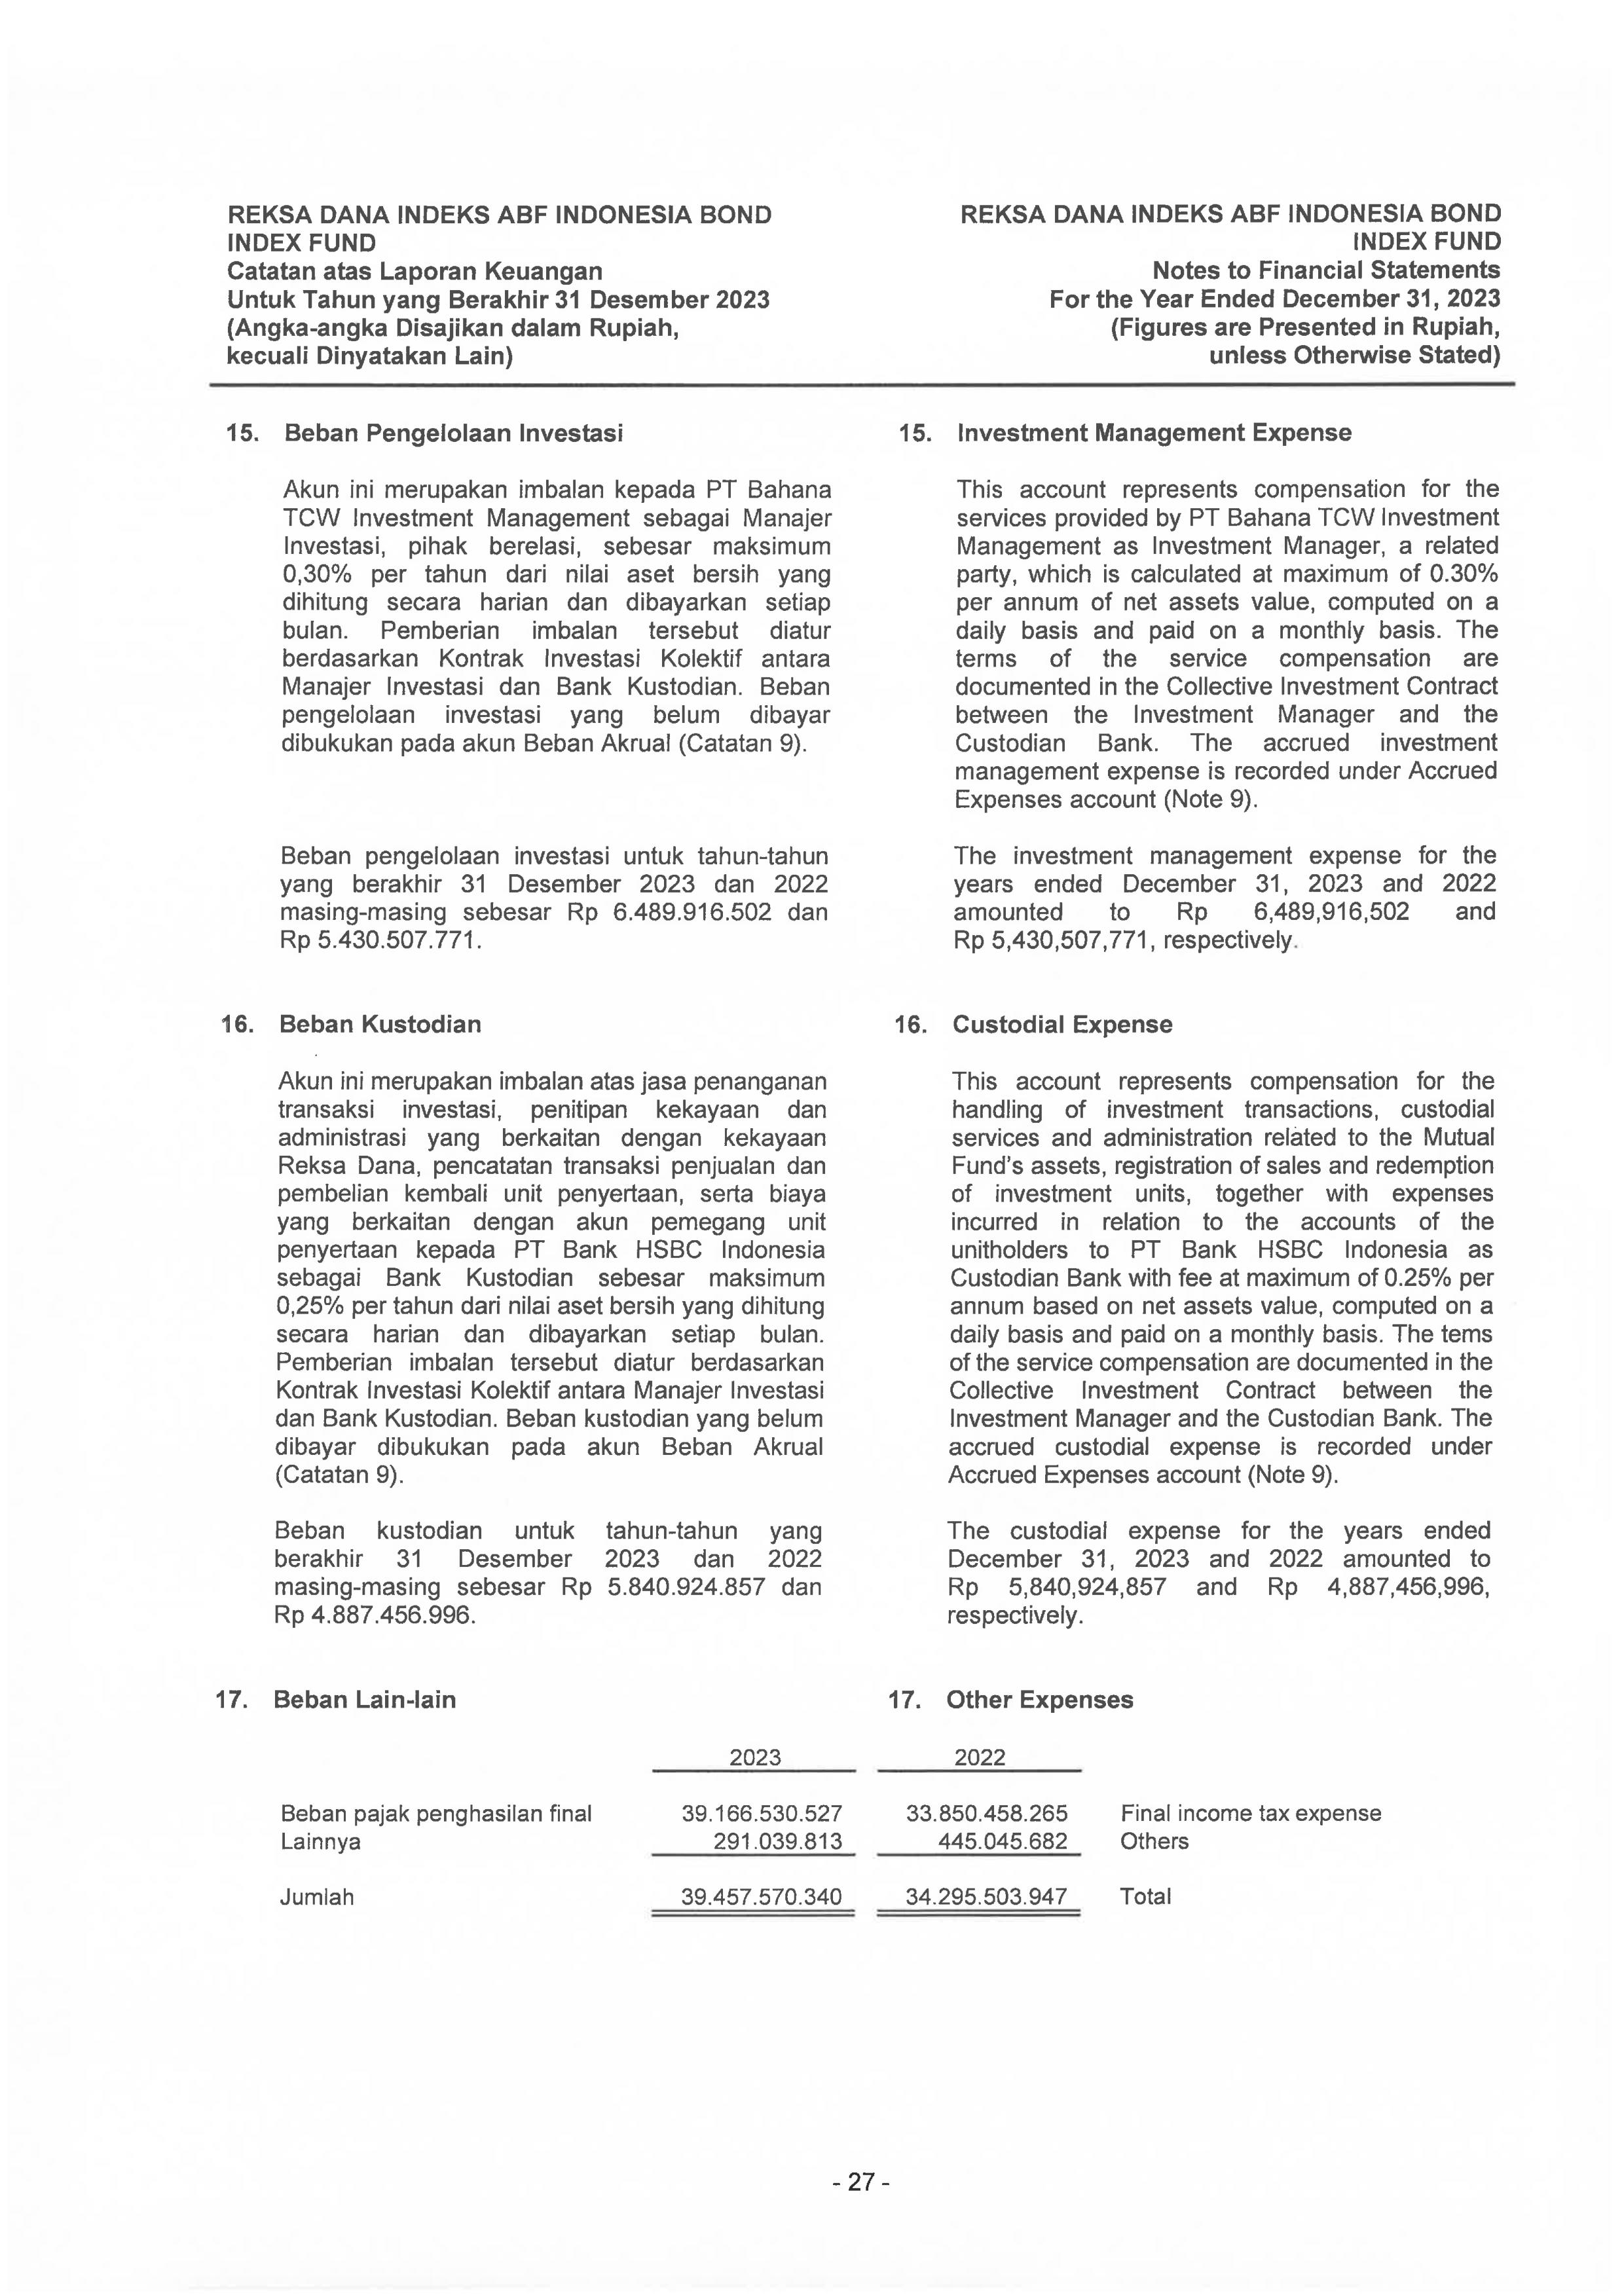 REKSA DANA INDEKS ABF INDONESIA BOND
INDEX FUND
Catatan atas Laporan Keuangan
Untuk Tahun yang Berakhir 31 Desember 2023
(Angka-angka Disajikan dalam Rupiah,
kecuali Dinyatakan Lain)
REKSA DANA INDEKS ABF INDONESIA BOND
INDEX FUND
Notes to Financial Statements
For the Year Ended December 31, 2023
(Figures are Presented in Rupiah,
unless Otherwise Stated)
15. Beban Pengelolaan Investasi
Akun ini merupakan imbalan kepada PT Bahana
TCW Investment Management sebagai Manajer
Investasi, pihak berelasi, sebesar maksimum
0,30% per tahun dari nilai aset bersih yang
dihitung secara harian dan dibayarkan setiap
bulan. Pemberian imbalan tersebut diatur
berdasarkan Kontrak Investasi Kolektif antara
Manajer Investasi dan Bank Kustodian. Beban
pengelolaan investasi yang belum dibayar
dibukukan pada akun Beban Akrual (Catatan 9).
Beban pengelolaan investasi untuk tahun-tahun
yang berakhir 31 Desember 2023 dan 2022
masing-masing sebesar Rp 6.489.916.502 dan
Rp 5.430.507.771.
15. Investment Management Expense
This account represents compensation for the
services provided by PT Bahana TCW Investment
Management as Investment Manager, a related
party, which is calculated at maximum of 0.30%
per annum of net assets value, computed on a
daily basis and paid on a monthly basis. The
terms of the service compensation are
documented in the Collective Investment Contract
between the Investment Manager and the
Custodian Bank. The accrued investment
management expense is recorded under Accrued
Expenses account (Note 9).
The investment management expense for the
years ended December 31, 2023 and 2022
amounted to Rp 6,489,916,502 and
Rp 5,430,507,771, respectively.
16. Beban Kustodian
Akun ini merupakan imbalan atas jasa penanganan
transaksi investasi, penitipan kekayaan dan
administrasi yang berkaitan dengan kekayaan
Reksa Dana, pencatatan transaksi penjualan dan
pembelian kembali unit penyertaan, serta biaya
yang berkaitan dengan akun pemegang unit
penyertaan kepada PT Bank HSBC Indonesia
sebagai Bank Kustodian sebesar maksimum
0,25% per tahun dari nilai aset bersih yang dihitung
secara harian dan dibayarkan setiap bulan.
Pemberian imbalan tersebut diatur berdasarkan
Kontrak Investasi Kolektif antara Manajer Investasi
dan Bank Kustodian. Beban kustodian yang belum
dibayar dibukukan pada akun Beban Akrual
(Catatan 9).
Beban kustodian untuk tahun-tahun yang
berakhir 31 Desember 2023 dan 2022
masing-masing sebesar Rp 5.840.924.857 dan
Rp 4.887.456.996.
16. Custodial Expense
This account represents compensation for the
handling of investment transactions, custodial
services and administration related to the Mutual
Fund's assets, registration of sales and redemption
of investment units, together with expenses
incurred in relation to the accounts of the
unitholders to PT Bank HSBC Indonesia as
Custodian Bank with fee at maximum of 0.25% per
annum based on net assets value, computed on a
daily basis and paid on a monthly basis. The tems
of the service compensation are documented in the
Collective Investment Contract between the
Investment Manager and the Custodian Bank. The
accrued custodial expense is recorded under
Accrued Expenses account (Note 9).
The custodial expense for the years ended
December 31, 2023 and 2022 amounted to
Rp 5,840,924,857 and Rp 4,887,456,996,
respectively.
17. Beban Lain-lain
17. Other Expenses
2023 2022
Beban pajak penghasilan final 39.166.530.527 33.850.458.265 Final income tax expense
Lainnya 291.039.813 445.045.682 Others
Jumlah 39.457.570.340 34.295.503.947 Total
- 27 -